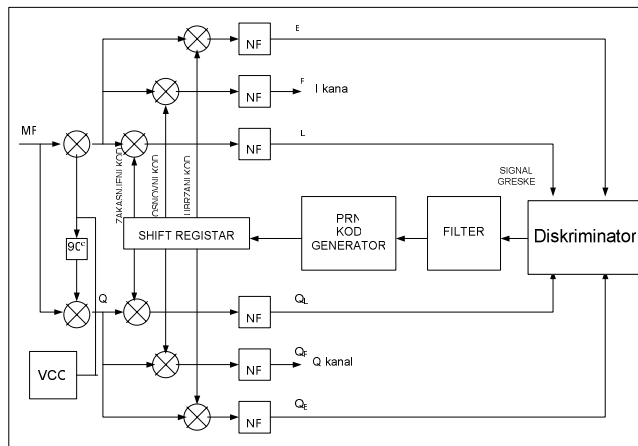 E
NF
P
NF
I kana
MF
L
NF
ZAKASNJENI KOD
OSNOVNI KOD
UBRZANI KOD
SIGNAL
GRESKE
PRN
KOD
GENERATOR
FILTER
Diskriminator
SHIFT REGISTAR
90°
Q
NF
QL
VCC
NF
QP
Q kanal
NF
QE